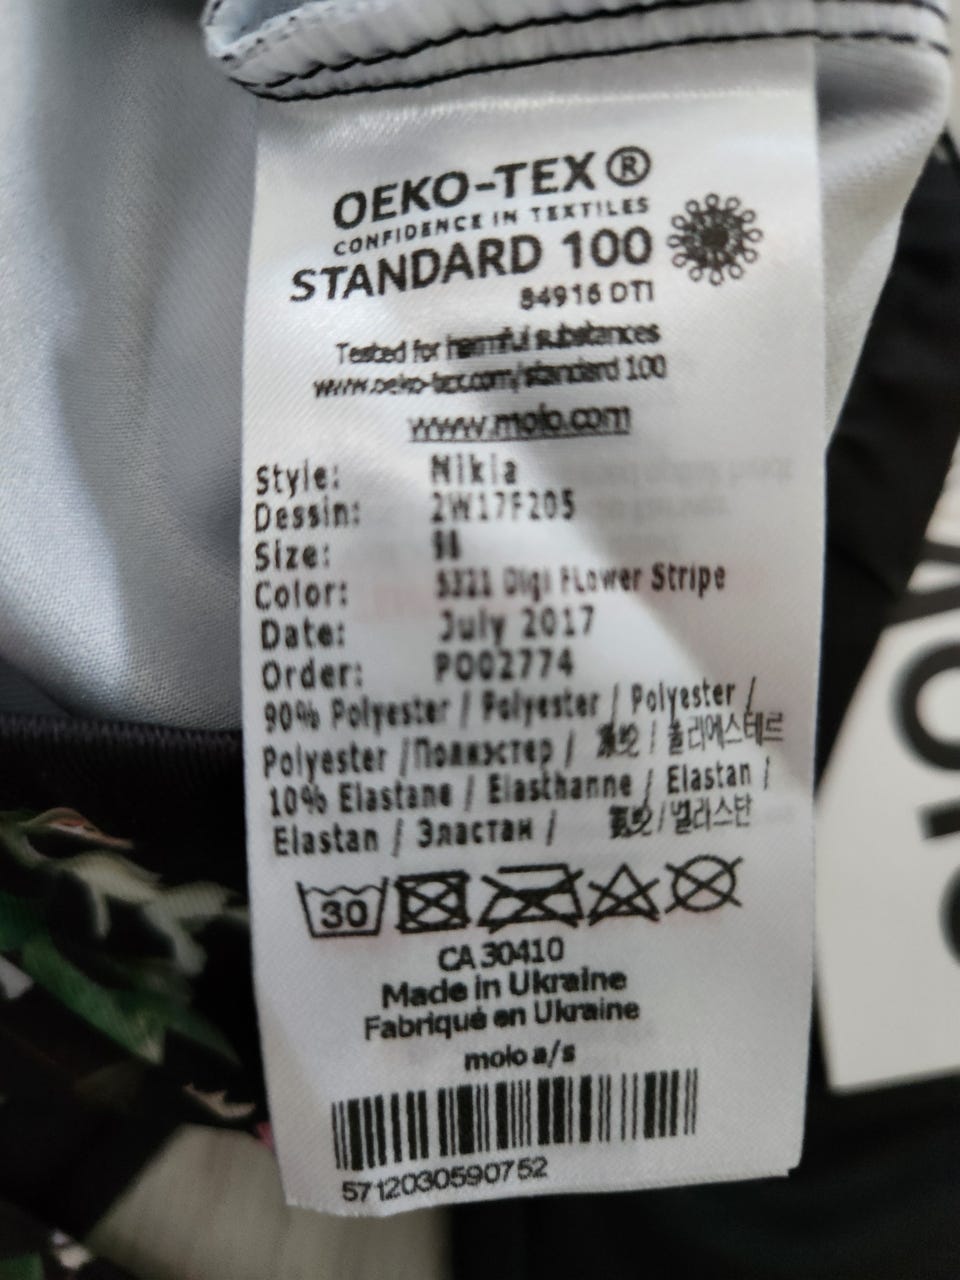 OEKO-TEX®
CONFIDENCE IN TEXTILES
STANDARD 100
84916 DTI
Tested for harmful substances
www.oeko-tex.com/standard 100
www.molo.com
Style: Nikia
Dessin: 2W17F205
Size: 98
Color: 5321 Digi FLower Stripe
Date: July 2017
Order: PO02774
90% Polyester / Polyester / Polyester /
Polyester /Полиэстер / / 폴리에스테르
10% Elastane / Elasthanne / Elastan /
Elastan / Эластан / / 엘라스탄
30
CA 30410
Made in Ukraine
Fabriqué en Ukraine
molo a/s
5712030590752